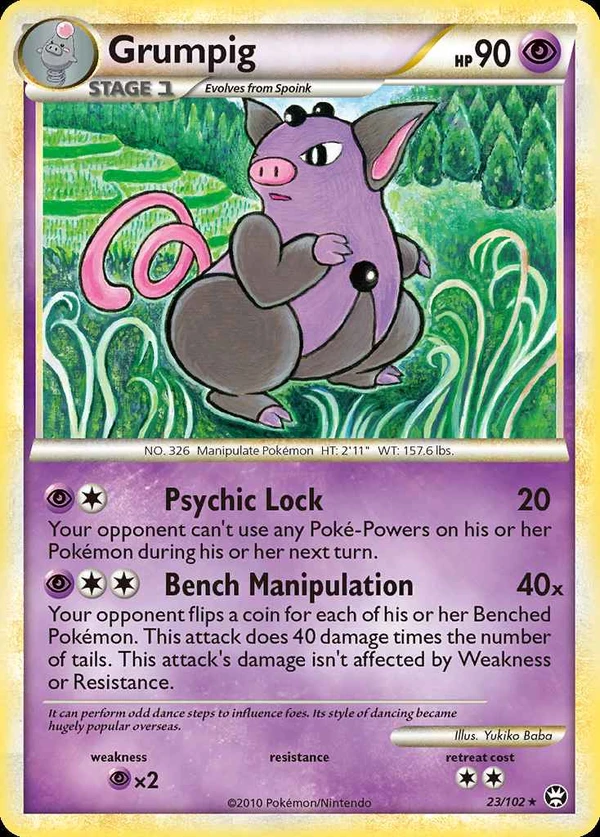 Grumpig
HP 90
STAGE 1
Evolves from Spoink
NO. 326 Manipulate Pokémon HT: 2'11" WT: 157.6 lbs.
Psychic Lock 20
Your opponent can't use any Poké-Powers on his or her
Pokémon during his or her next turn.
Bench Manipulation 40x
Your opponent flips a coin for each of his or her Benched
Pokémon. This attack does 40 damage times the number
of tails. This attack's damage isn't affected by Weakness
or Resistance.
It can perform odd dance steps to influence foes. Its style of dancing became
hugely popular overseas.
Illus. Yukiko Baba
weakness resistance retreat cost
x2
©2010 Pokémon/Nintendo
23/102 ★